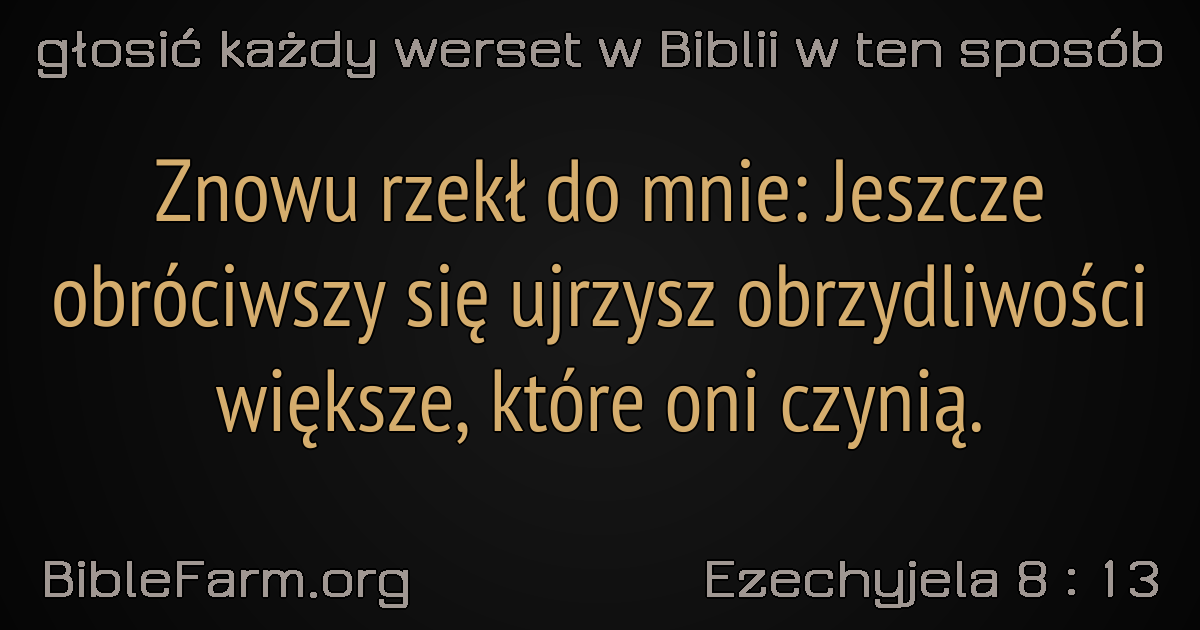 głosić każdy werset w Biblii w ten sposób
Znowu rzekł do mnie: Jeszcze
obróciwszy się ujrzysz obrzydliwości
większe, które oni czynią.
BibleFarm.org
Ezechyjela 8 : 13